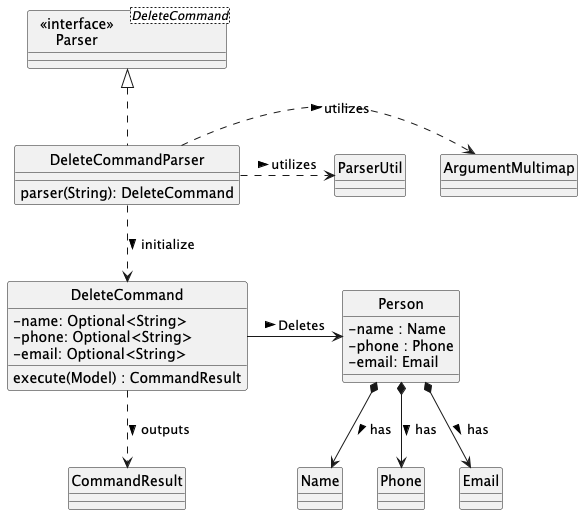 DeleteCommand
«interface»
Parser
utilizes
DeleteCommandParser
parser(String): DeleteCommand
utilizes
ParserUtil
ArgumentMultimap
initialize
DeleteCommand
-name: Optional<String>
-phone: Optional<String>
-email: Optional<String>
execute(Model) : CommandResult
Deletes
Person
-name : Name
-phone : Phone
-email: Email
outputs
has
has
has
CommandResult
Name
Phone
Email